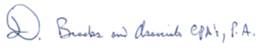 D. Brooks and Associates CPA's, P.A.